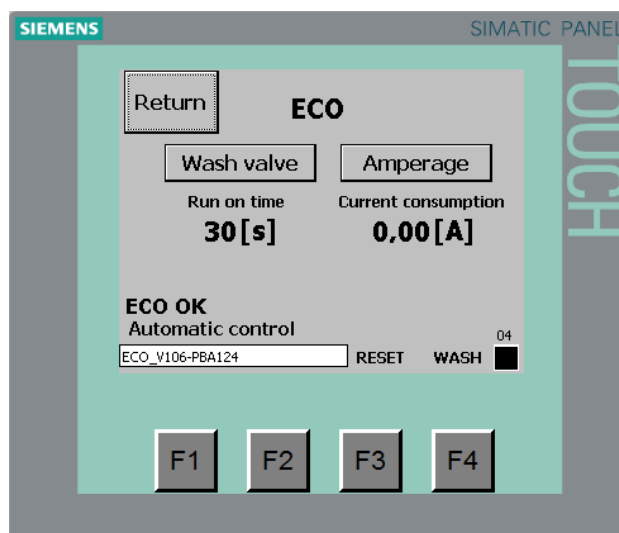 SIEMENS
SIMATIC PANEL
TOUCH
Return
ECO
Wash valve
Amperage
Run on time
Current consumption
30[s]
0,00[A]
ECO OK
Automatic control
04
ECO_V106-PBA124
RESET
WASH
F1
F2
F3
F4